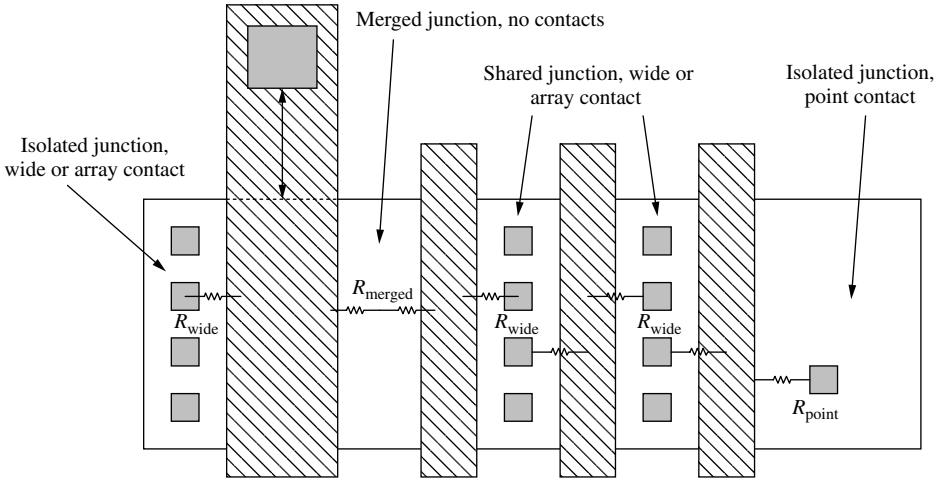 Merged junction, no contacts
Shared junction, wide or
array contact
Isolated junction,
point contact
Isolated junction,
wide or array contact
R_merged
R_wide
R_wide
R_wide
R_point